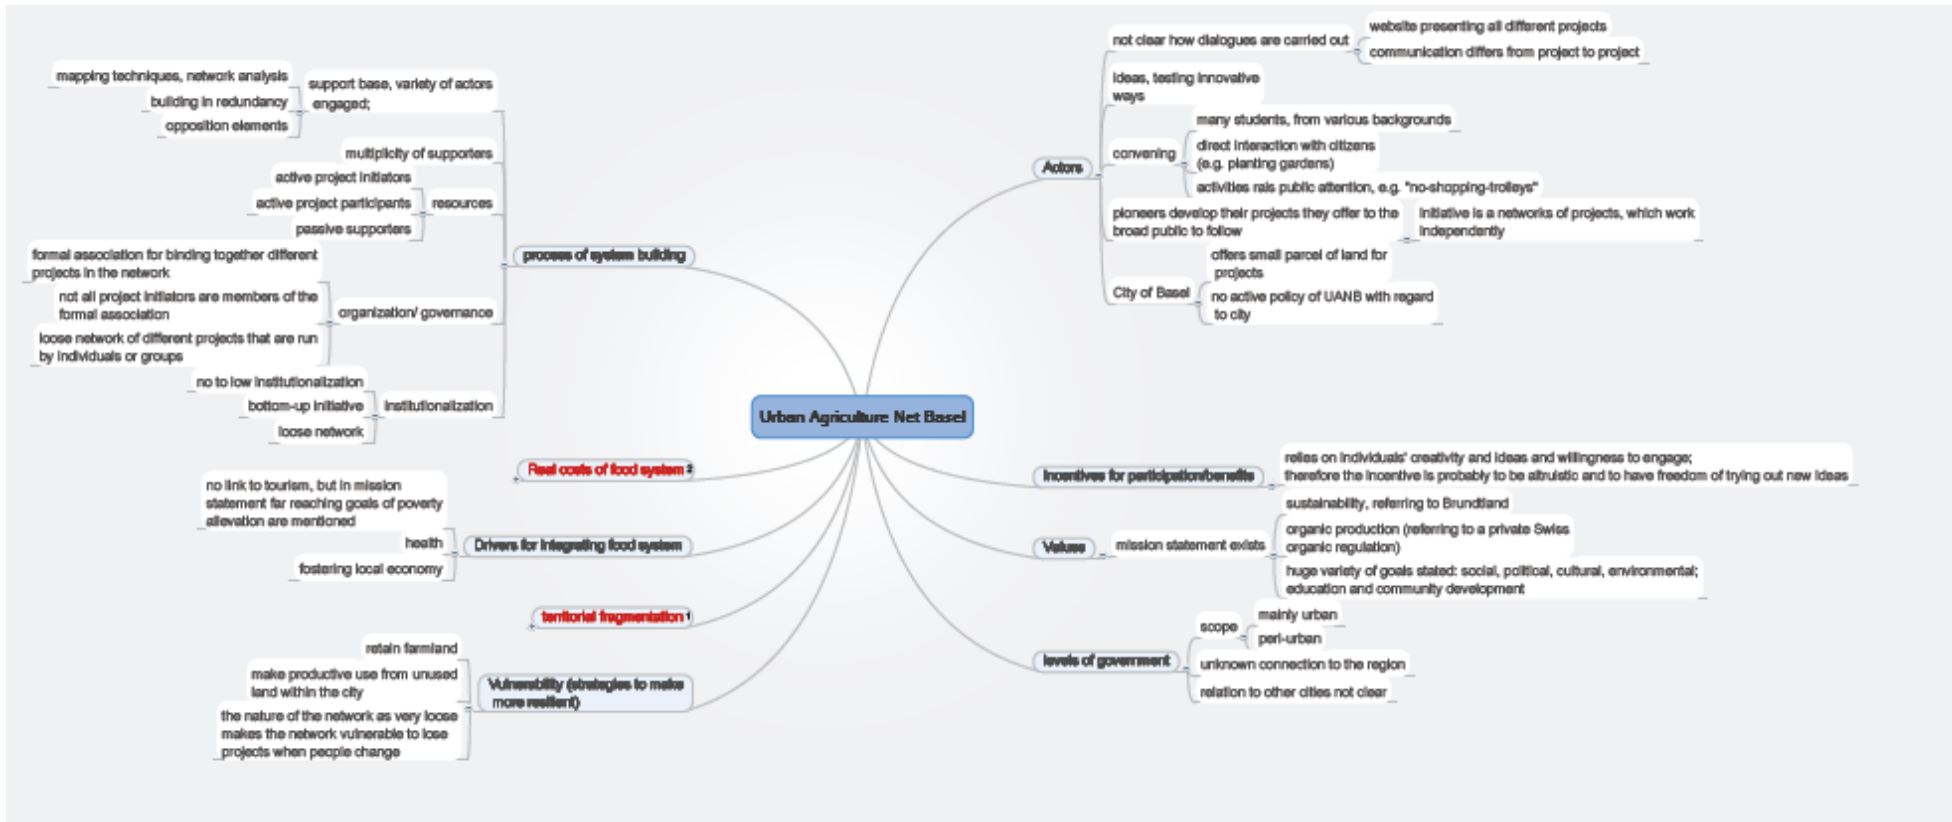 Urban Agriculture Net Basel
Actors
not clear how dialogues are carried out
website presenting all different projects
communication differs from project to project
ideas, testing innovative
ways
convening
many students, from various backgrounds
direct interaction with citizens
(e.g. planting gardens)
activities rais public attention, e.g. "no-shopping-trolleys"
pioneers develop their projects they offer to the
broad public to follow
initiative is a networks of projects, which work
independently
City of Basel
offers small parcel of land for
projects
no active policy of UANB with regard
to city
Incentives for participation/benefits
relies on individuals' creativity and ideas and willingness to engage;
therefore the incentive is probably to be altruistic and to have freedom of trying out new ideas
Values
mission statement exists
sustainability, referring to Brundtland
organic production (referring to a private Swiss
organic regulation)
huge variety of goals stated: social, political, cultural, environmental;
education and community development
levels of government
scope
mainly urban
peri-urban
unknown connection to the region
relation to other cities not clear
process of system building
support base, variety of actors
engaged;
mapping techniques, network analysis
building in redundancy
opposition elements
multiplicity of supporters
resources
active project initiators
active project participants
passive supporters
organization/ governance
formal association for binding together different
projects in the network
not all project initiators are members of the
formal association
loose network of different projects that are run
by individuals or groups
institutionalization
no to low institutionalization
bottom-up initiative
loose network
Real costs of food system 2
Drivers for integrating food system
no link to tourism, but in mission
statement far reaching goals of poverty
allevation are mentioned
health
fostering local economy
territorial fragmentation 1
Vulnerability (strategies to make
more resilient)
retain farmland
make productive use from unused
land within the city
the nature of the network as very loose
makes the network vulnerable to lose
projects when people change